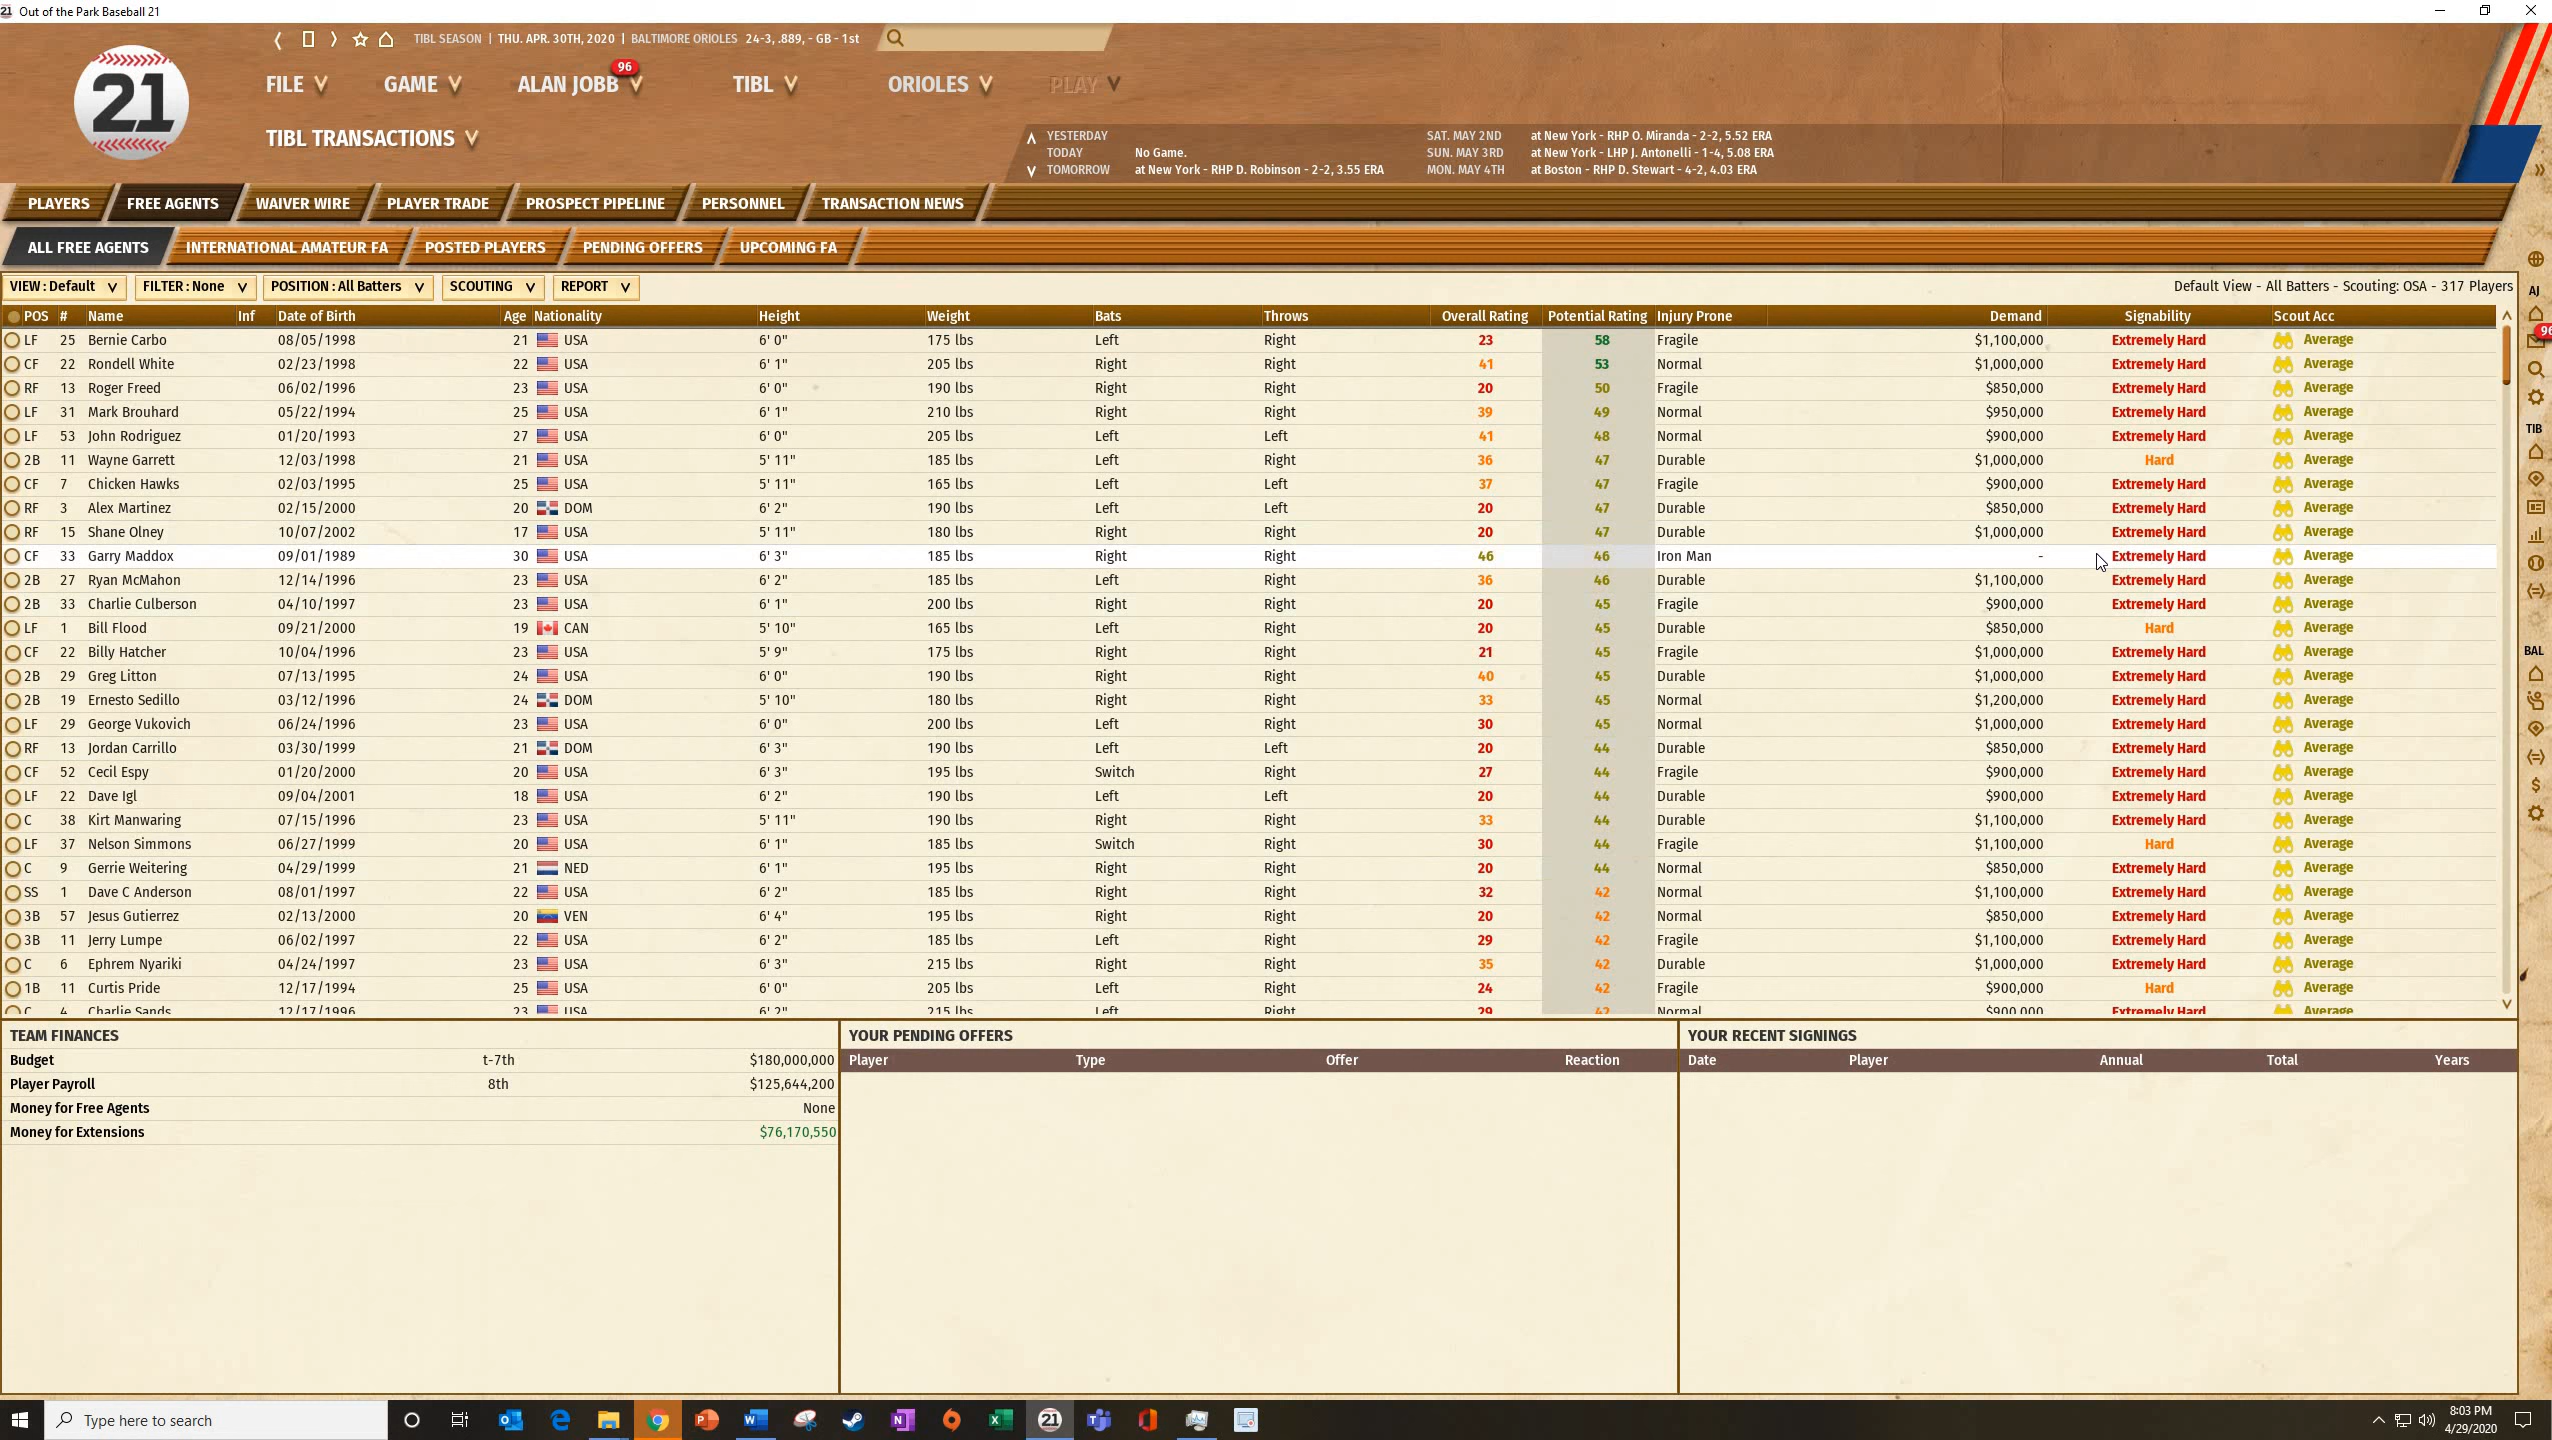 Out of the Park Baseball 21
TIBL SEASON | THU. APR. 30TH, 2020 | BALTIMORE ORIOLES 24-3, .889, - GB - 1st
21
FILE GAME ALAN JOBB 96 TIBL ORIOLES PLAY
TIBL TRANSACTIONS
YESTERDAY SAT. MAY 2ND at New York - RHP O. Miranda - 2-2, 5.52 ERA
TODAY No Game. SUN. MAY 3RD at New York - LHP J. Antonelli - 1-4, 5.08 ERA
TOMORROW at New York - RHP D. Robinson - 2-2, 3.55 ERA MON. MAY 4TH at Boston - RHP D. Stewart - 4-2, 4.03 ERA
PLAYERS FREE AGENTS WAIVER WIRE PLAYER TRADE PROSPECT PIPELINE PERSONNEL TRANSACTION NEWS
ALL FREE AGENTS INTERNATIONAL AMATEUR FA POSTED PLAYERS PENDING OFFERS UPCOMING FA
VIEW : Default FILTER : None POSITION : All Batters SCOUTING REPORT Default View - All Batters - Scouting: OSA - 317 Players
POS # Name Inf Date of Birth Age Nationality Height Weight Bats Throws Overall Rating Potential Rating Injury Prone Demand Signability Scout Acc
LF 25 Bernie Carbo 08/05/1998 21 USA 6' 0" 175 lbs Left Right 23 58 Fragile $1,100,000 Extremely Hard Average
CF 22 Rondell White 02/23/1998 22 USA 6' 1" 205 lbs Right Right 41 53 Normal $1,000,000 Extremely Hard Average
RF 13 Roger Freed 06/02/1996 23 USA 6' 0" 190 lbs Right Right 20 50 Fragile $850,000 Extremely Hard Average
LF 31 Mark Brouhard 05/22/1994 25 USA 6' 1" 210 lbs Right Right 39 49 Normal $950,000 Extremely Hard Average
LF 53 John Rodriguez 01/20/1993 27 USA 6' 0" 205 lbs Left Left 41 48 Normal $900,000 Extremely Hard Average
2B 11 Wayne Garrett 12/03/1998 21 USA 5' 11" 185 lbs Left Right 36 47 Durable $1,000,000 Hard Average
CF 7 Chicken Hawks 02/03/1995 25 USA 5' 11" 165 lbs Left Left 37 47 Fragile $900,000 Extremely Hard Average
RF 3 Alex Martinez 02/15/2000 20 DOM 6' 2" 190 lbs Left Left 20 47 Durable $850,000 Extremely Hard Average
RF 15 Shane Olney 10/07/2002 17 USA 5' 11" 180 lbs Right Right 20 47 Durable $1,000,000 Extremely Hard Average
CF 33 Garry Maddox 09/01/1989 30 USA 6' 3" 185 lbs Right Right 46 46 Iron Man - Extremely Hard Average
2B 27 Ryan McMahon 12/14/1996 23 USA 6' 2" 185 lbs Left Right 36 46 Durable $1,100,000 Extremely Hard Average
2B 33 Charlie Culberson 04/10/1997 23 USA 6' 1" 200 lbs Right Right 20 45 Fragile $900,000 Extremely Hard Average
LF 1 Bill Flood 09/21/2000 19 CAN 5' 10" 165 lbs Left Right 20 45 Durable $850,000 Hard Average
CF 22 Billy Hatcher 10/04/1996 23 USA 5' 9" 175 lbs Right Right 21 45 Fragile $1,000,000 Extremely Hard Average
2B 29 Greg Litton 07/13/1995 24 USA 6' 0" 190 lbs Right Right 40 45 Durable $1,000,000 Extremely Hard Average
2B 19 Ernesto Sedillo 03/12/1996 24 DOM 5' 10" 180 lbs Right Right 33 45 Normal $1,200,000 Extremely Hard Average
LF 29 George Vukovich 06/24/1996 23 USA 6' 0" 200 lbs Left Right 30 45 Normal $1,000,000 Extremely Hard Average
RF 13 Jordan Carrillo 03/30/1999 21 DOM 6' 3" 190 lbs Left Left 20 44 Durable $850,000 Extremely Hard Average
CF 52 Cecil Espy 01/20/2000 20 USA 6' 3" 195 lbs Switch Right 27 44 Fragile $900,000 Extremely Hard Average
LF 22 Dave Igl 09/04/2001 18 USA 6' 2" 190 lbs Left Left 20 44 Durable $900,000 Extremely Hard Average
C 38 Kirt Manwaring 07/15/1996 23 USA 5' 11" 190 lbs Right Right 33 44 Durable $1,100,000 Extremely Hard Average
LF 37 Nelson Simmons 06/27/1999 20 USA 6' 1" 185 lbs Switch Right 30 44 Fragile $1,100,000 Hard Average
C 9 Gerrie Weitering 04/29/1999 21 NED 6' 1" 195 lbs Right Right 20 44 Normal $850,000 Extremely Hard Average
SS 1 Dave C Anderson 08/01/1997 22 USA 6' 2" 185 lbs Right Right 32 42 Normal $1,100,000 Extremely Hard Average
3B 57 Jesus Gutierrez 02/13/2000 20 VEN 6' 4" 195 lbs Right Right 20 42 Normal $850,000 Extremely Hard Average
3B 11 Jerry Lumpe 06/02/1997 22 USA 6' 2" 185 lbs Left Right 29 42 Fragile $1,100,000 Extremely Hard Average
C 6 Ephrem Nyariki 04/24/1997 23 USA 6' 3" 215 lbs Right Right 35 42 Durable $1,000,000 Extremely Hard Average
1B 11 Curtis Pride 12/17/1994 25 USA 6' 0" 205 lbs Left Right 24 42 Fragile $900,000 Hard Average
C 4 Charlie Sands 12/17/1996 23 USA 6' 2" 215 lbs Left Right 29 42 Normal $900,000 Extremely Hard Average
AJ
96
TIB
BAL
TEAM FINANCES
Budget t-7th $180,000,000
Player Payroll 8th $125,644,200
Money for Free Agents None
Money for Extensions $76,170,550
YOUR PENDING OFFERS
Player Type Offer Reaction
YOUR RECENT SIGNINGS
Date Player Annual Total Years
Type here to search
21
8:03 PM
4/29/2020